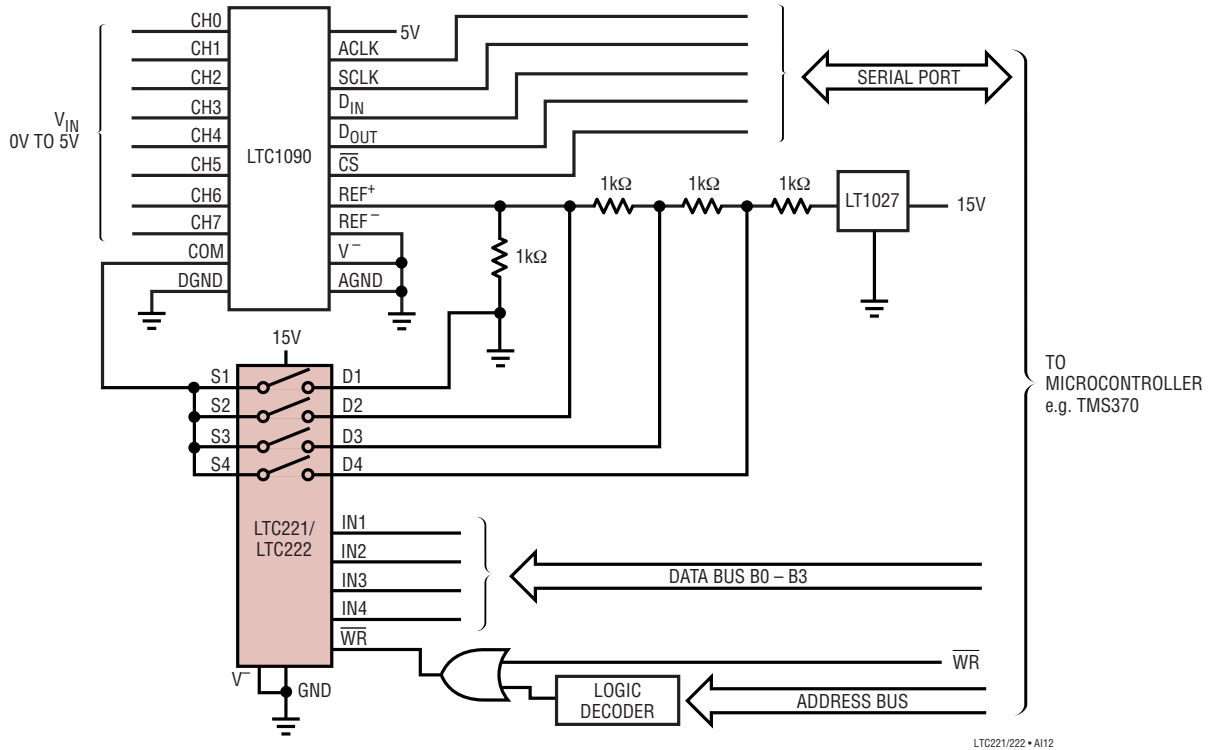 CH0
CH1
CH2
CH3
CH4
CH5
CH6
CH7
COM
DGND
VIN
0V TO 5V
LTC1090
5V
ACLK
SCLK
DIN
DOUT
CS
REF+
REF–
V–
AGND
SERIAL PORT
1kΩ
1kΩ
1kΩ
LT1027
15V
1kΩ
15V
S1
S2
S3
S4
D1
D2
D3
D4
LTC221/
LTC222
IN1
IN2
IN3
IN4
WR
V–
GND
DATA BUS B0 – B3
WR
LOGIC
DECODER
ADDRESS BUS
TO
MICROCONTROLLER
e.g. TMS370
LTC221/222 • AI12